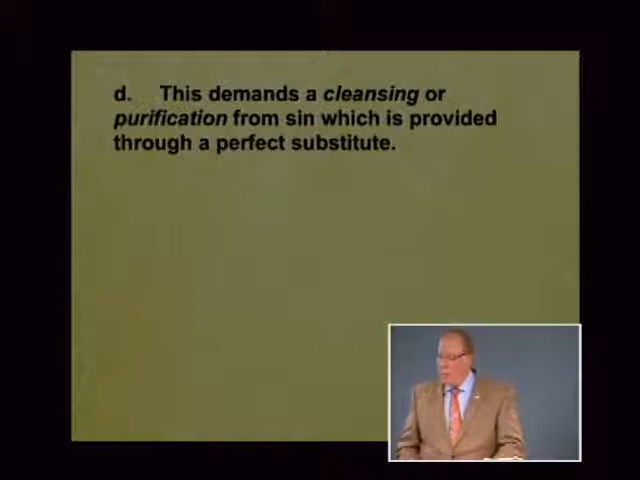 d. This demands a cleansing or
purification from sin which is provided
through a perfect substitute.